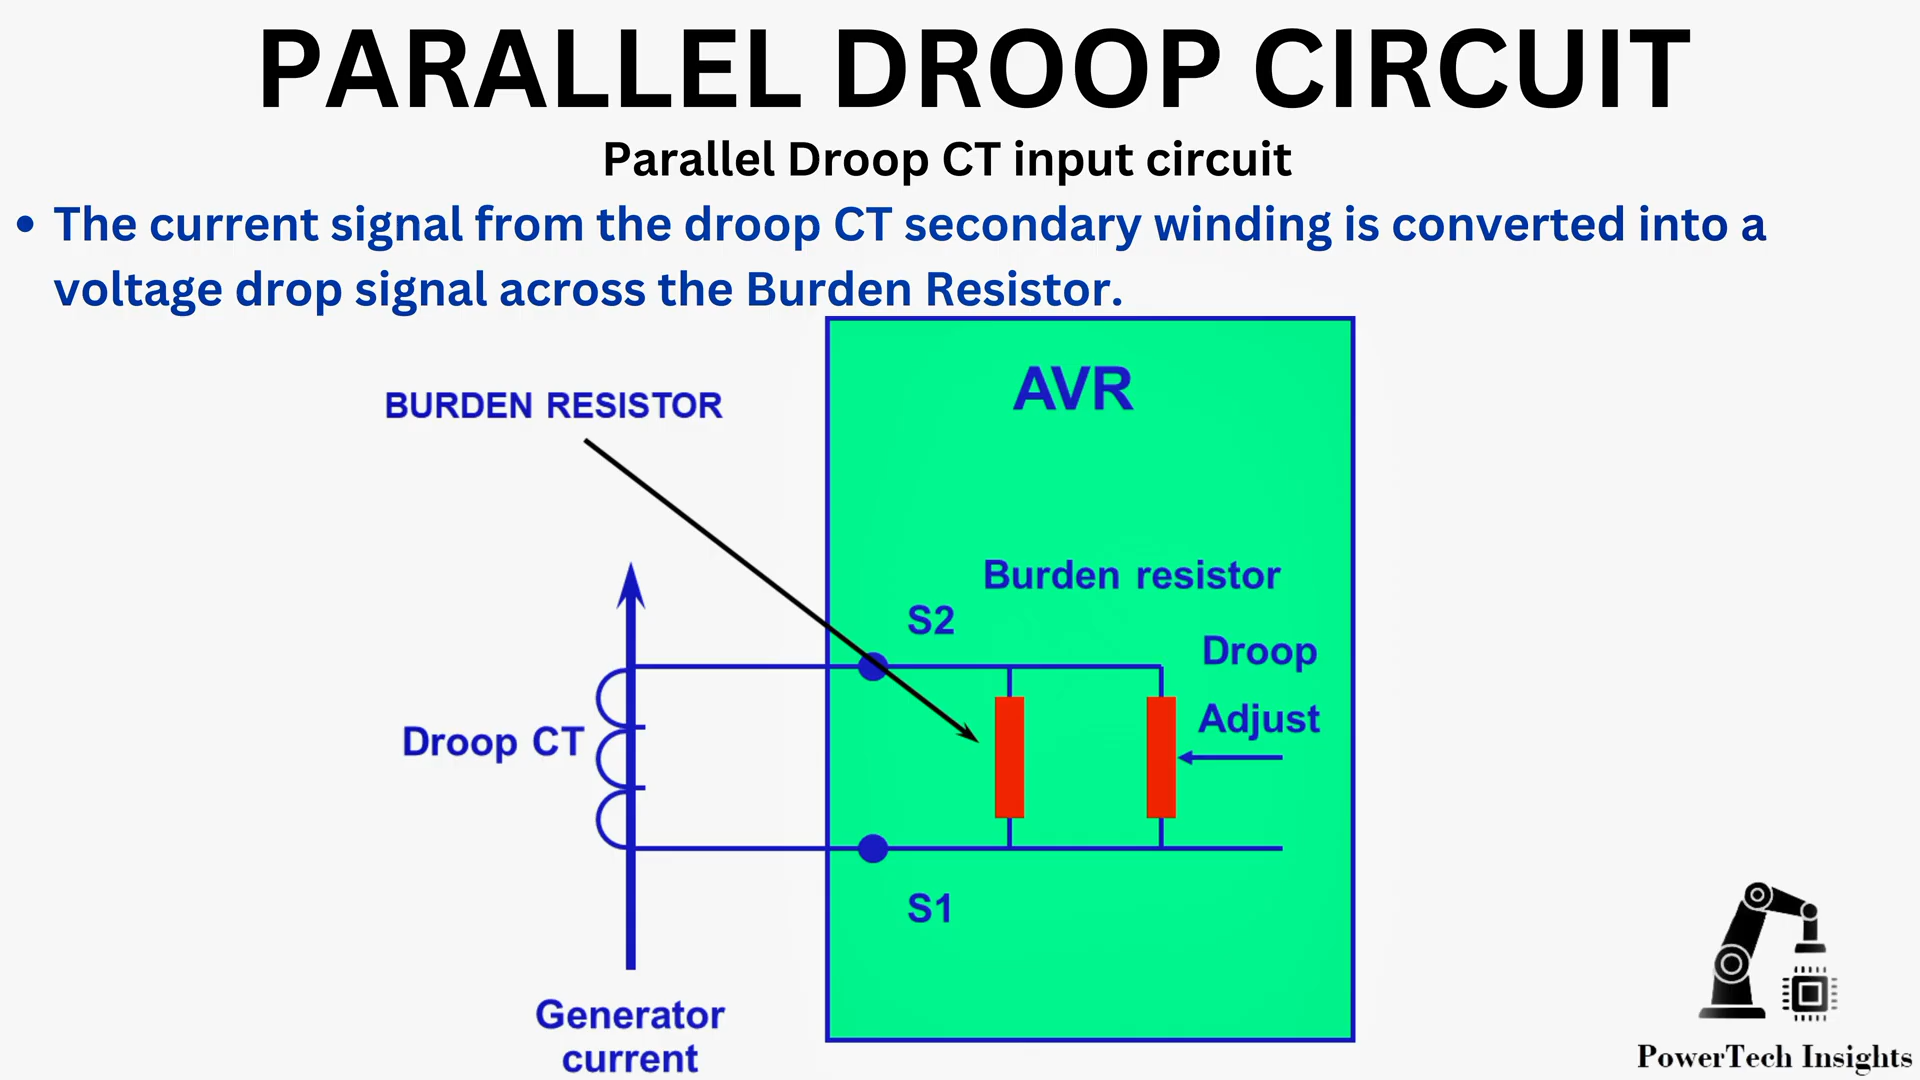 PARALLEL DROOP CIRCUIT
Parallel Droop CT input circuit
• The current signal from the droop CT secondary winding is converted into a
voltage drop signal across the Burden Resistor.
AVR
BURDEN RESISTOR
Burden resistor
S2
Droop
Adjust
Droop CT
S1
Generator
current
PowerTech Insights